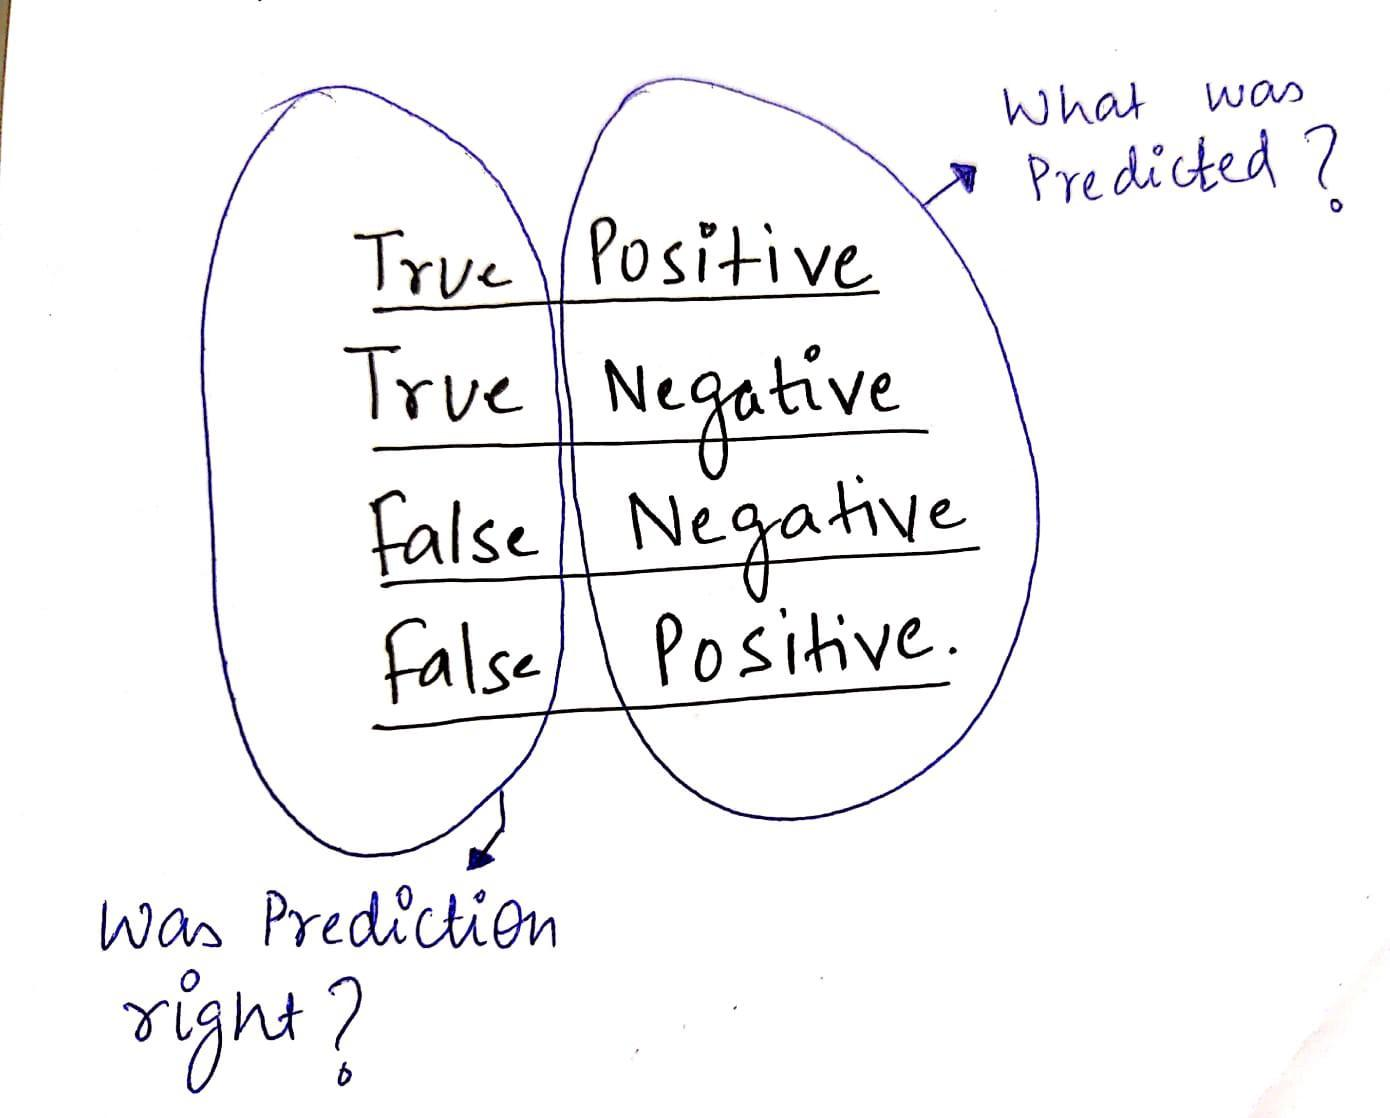 What was
Predicted?
True Positive
True Negative
False Negative
False Positive.
Was Prediction
right?